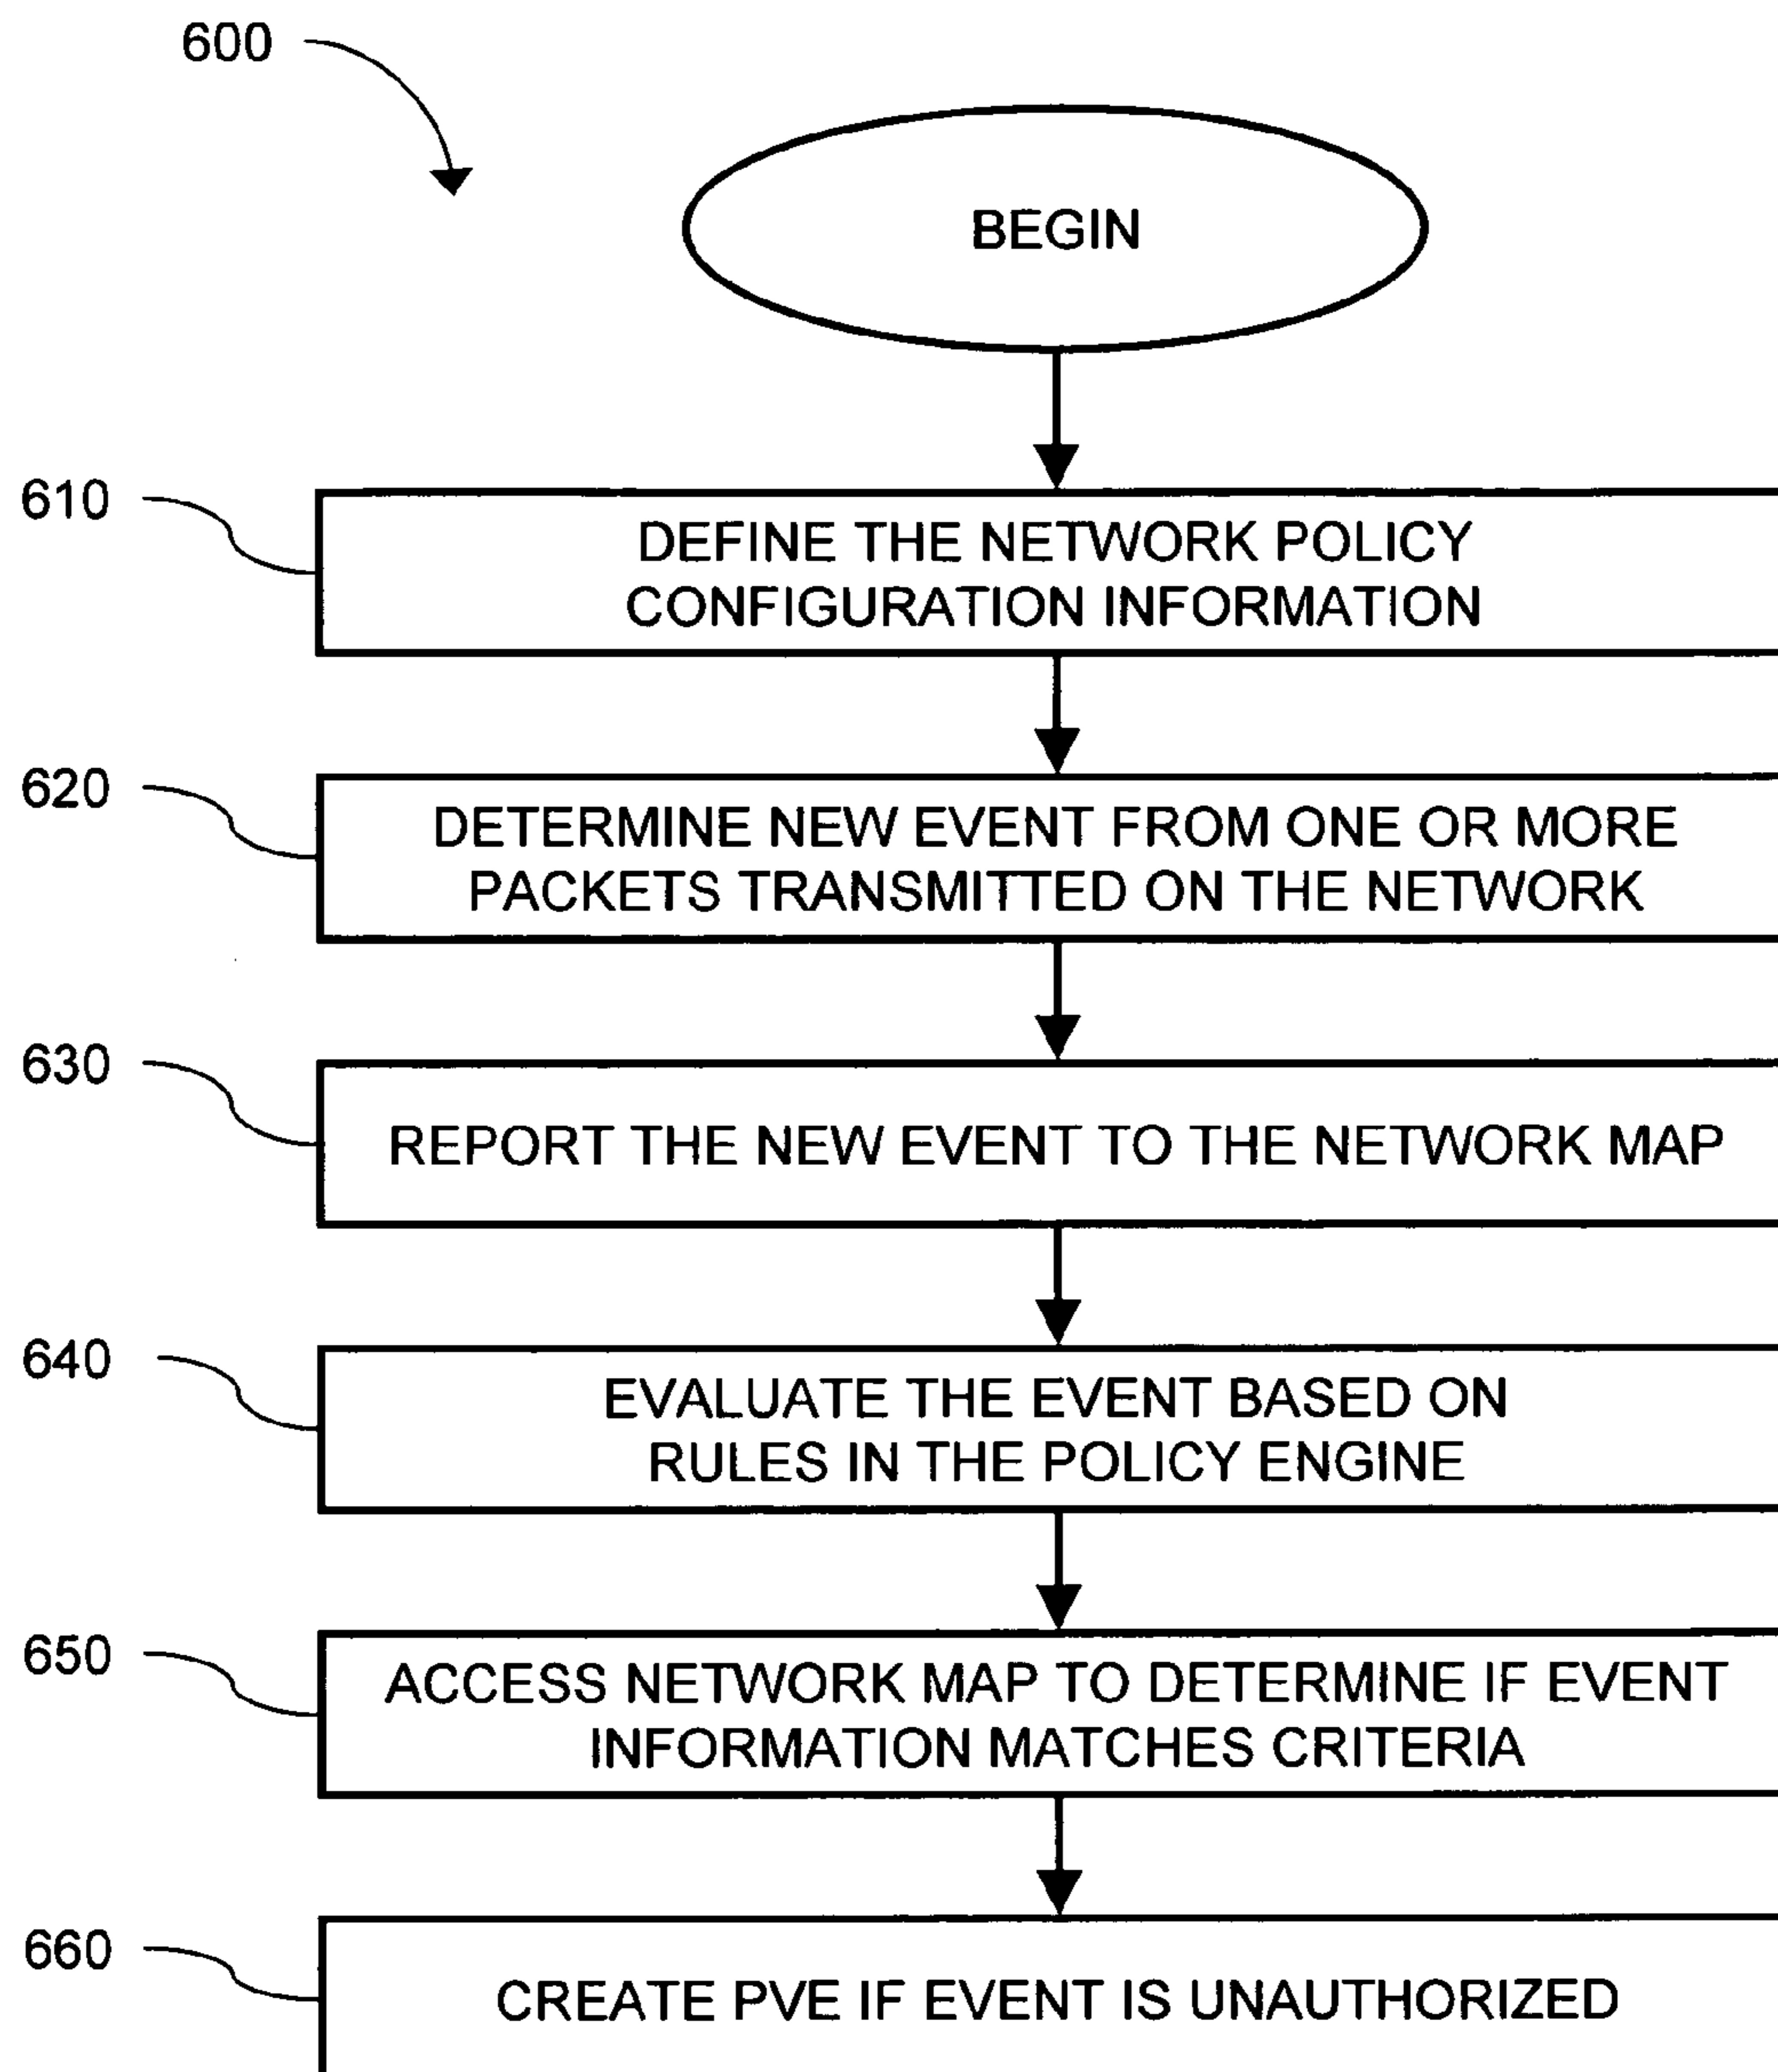 600
BEGIN
610
DEFINE THE NETWORK POLICY
CONFIGURATION INFORMATION
620
DETERMINE NEW EVENT FROM ONE OR MORE
PACKETS TRANSMITTED ON THE NETWORK
630
REPORT THE NEW EVENT TO THE NETWORK MAP
640
EVALUATE THE EVENT BASED ON
RULES IN THE POLICY ENGINE
650
ACCESS NETWORK MAP TO DETERMINE IF EVENT
INFORMATION MATCHES CRITERIA
660
CREATE PVE IF EVENT IS UNAUTHORIZED